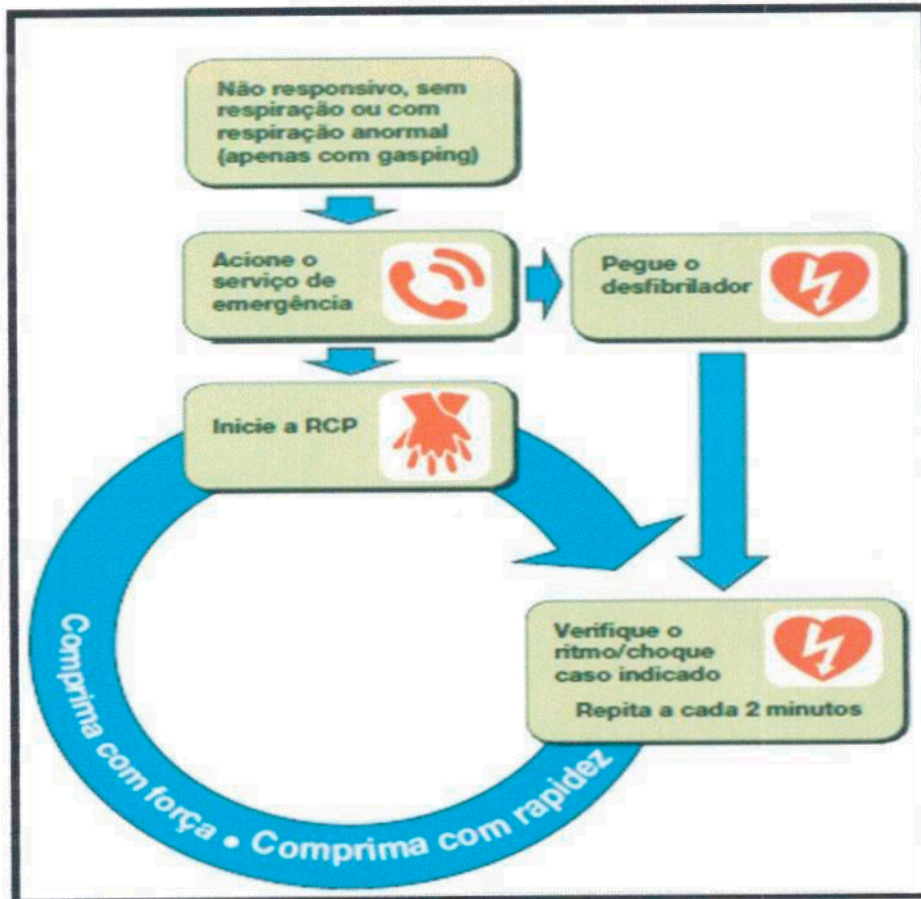 Não responsivo, sem
respiração ou com
respiração anormal
(apenas com gasping)
Acione o
serviço de
emergência
Pegue o
desfibrilador
Inicie a RCP
Verifique o
ritmo/choque
caso indicado
Repita a cada 2 minutos
Comprima com força • Comprima com rapidez